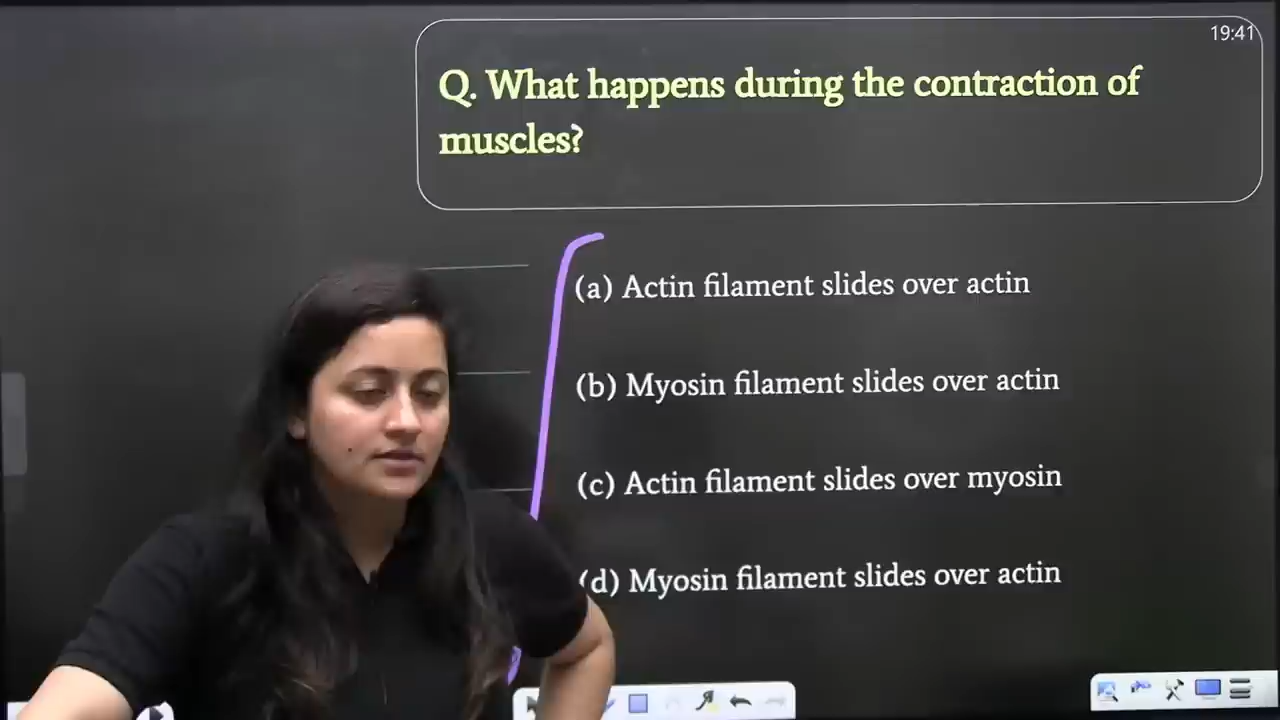 19:41
Q. What happens during the contraction of
muscles?
(a) Actin filament slides over actin
(b) Myosin filament slides over actin
(c) Actin filament slides over myosin
(d) Myosin filament slides over actin